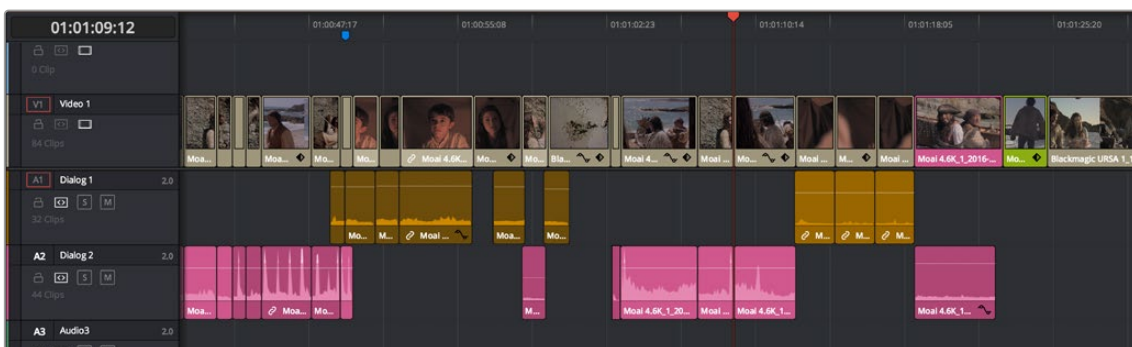 01:01:09:12
01:00:47:17 01:00:55:08 01:01:02:23 01:01:10:14 01:01:18:05 01:01:25:20
0 Clip
V1 Video 1
84 Clips
Moa... Moa... Mo... Mo... Moai 4.6K... Mo... Mo... Bla... Moai 4... Moai ... Mo... Moai ... M... Moai ... Moai 4.6K_1_2016-... Mo... Blackmagic URSA 1_1
A1 Dialog 1 2.0
S M
32 Clips
Mo... M... Moai ... Moa... Mo... M... M... M...
A2 Dialog 2 2.0
S M
44 Clips
Moa... Moa... Mo... M... Moai 4.6K_1_20... Moai ... Moai 4.6K_1... Moai 4.6K_1...
A3 Audio3 2.0